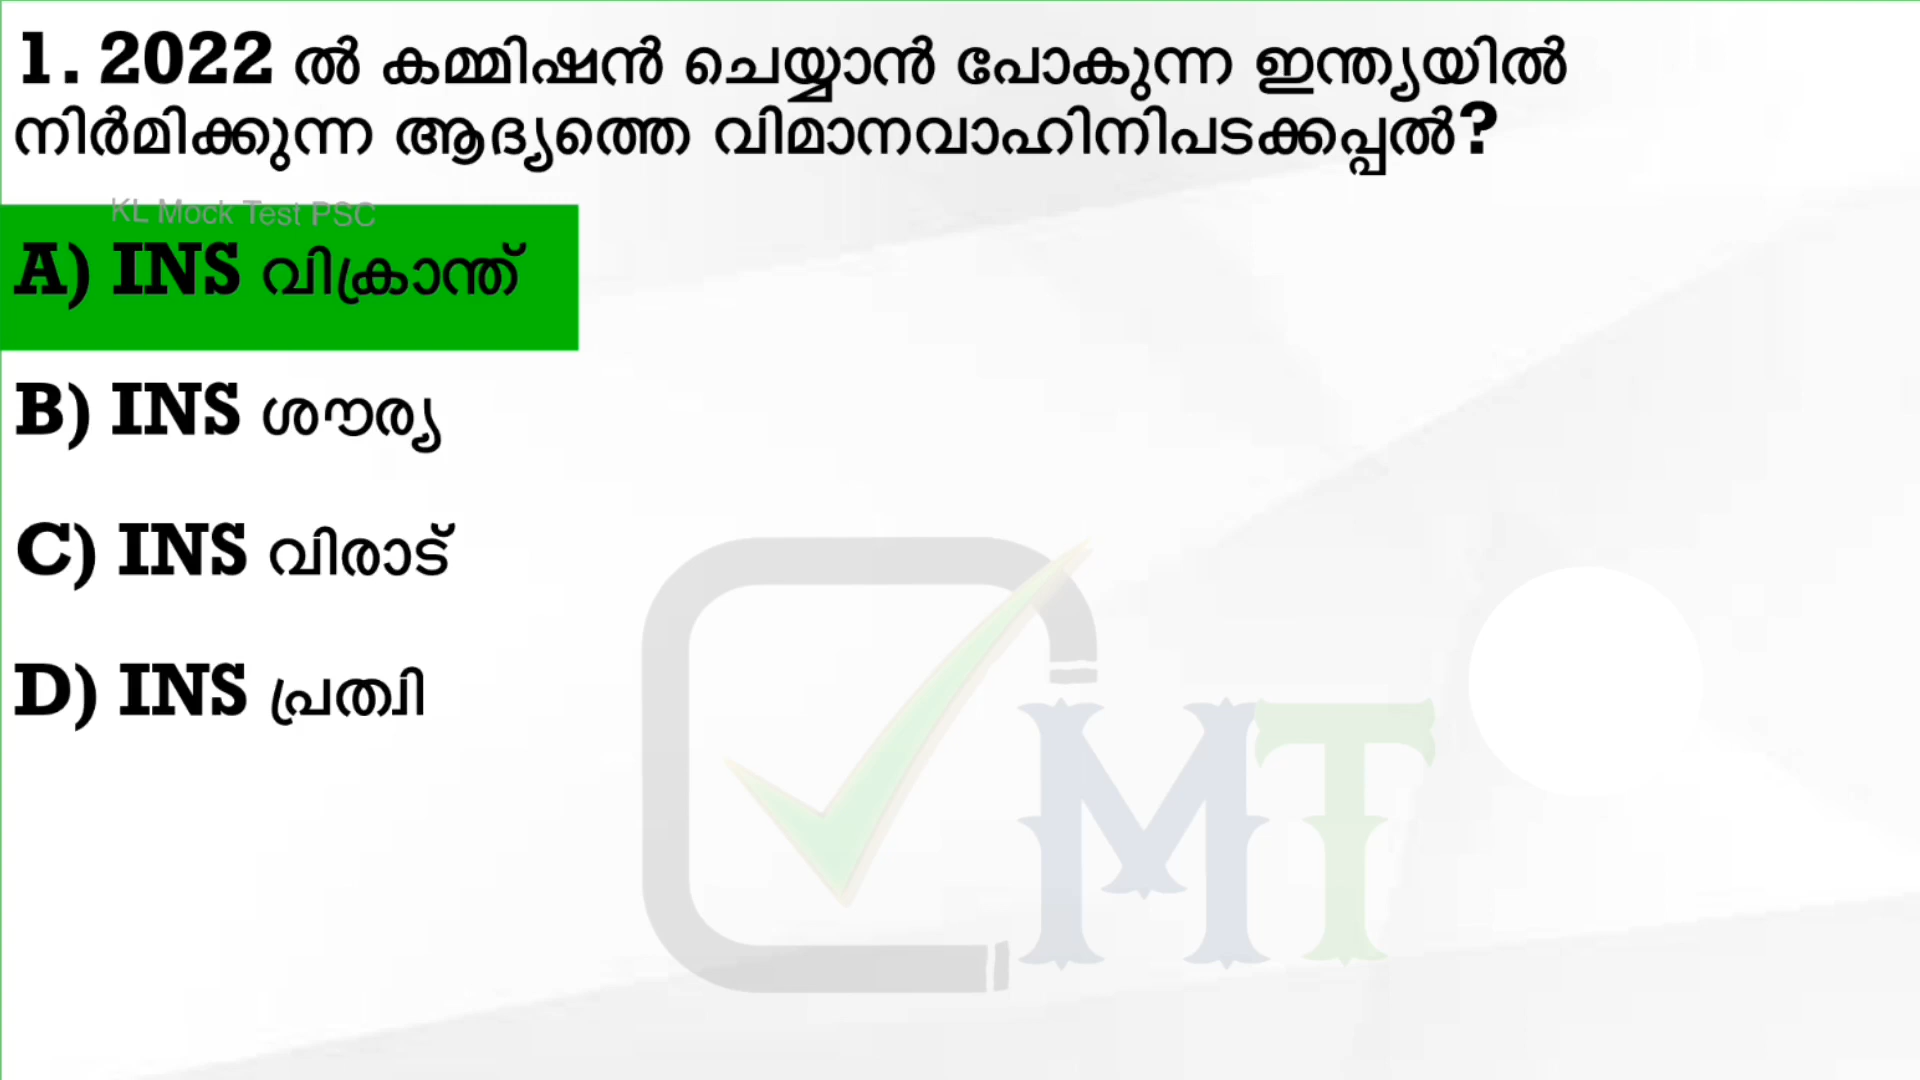 1. 2022 ൽ കമ്മിഷൻ ചെയ്യാൻ പോകുന്ന ഇന്ത്യയിൽ
നിർമിക്കുന്ന ആദ്യത്തെ വിമാനവാഹിനിപടക്കപ്പൽ?
KL Mock Test PSC
A) INS വിക്രാന്ത്
B) INS ശൗര്യ
C) INS വിരാട്
D) INS പ്രത്വി
MT